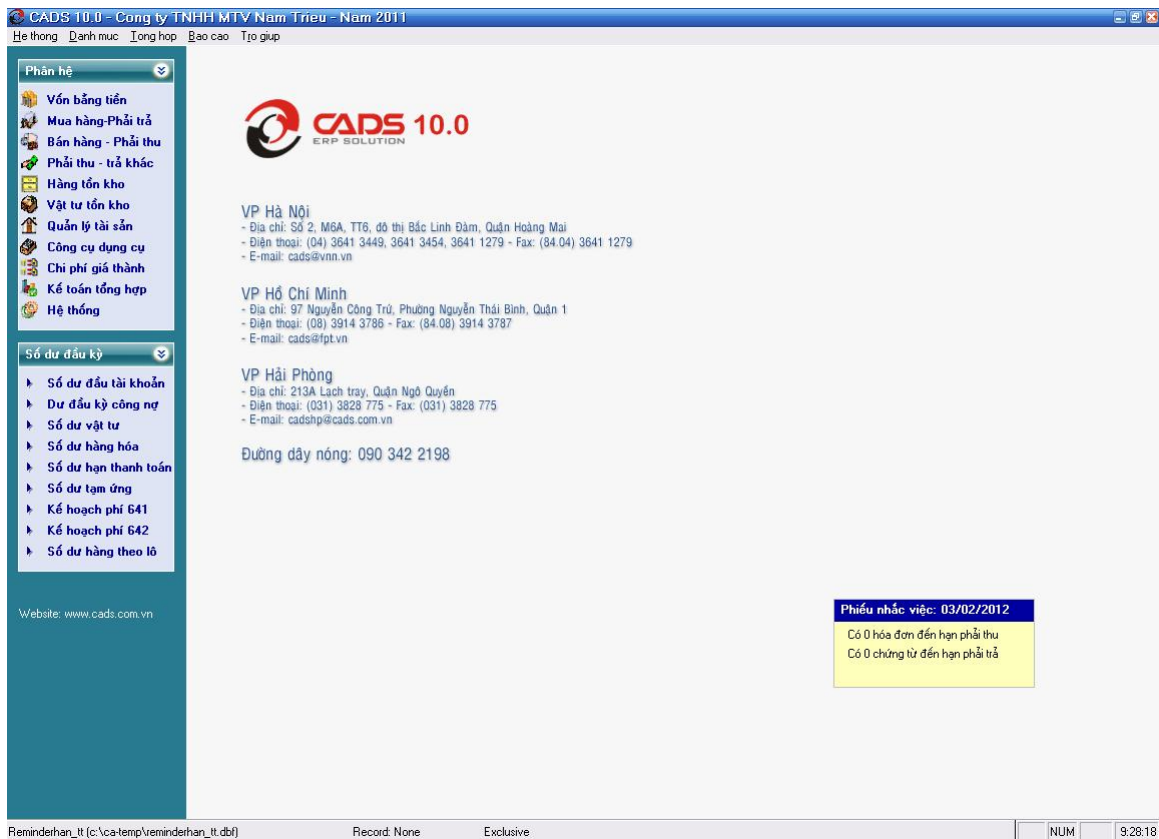 CADS 10.0 - Cong ty TNHH MTV Nam Trieu - Nam 2011
He thong Danh muc Tong hop Bao cao Tro giup
Phân hệ
Vốn bằng tiền
Mua hàng-Phải trả
Bán hàng - Phải thu
Phải thu - trả khác
Hàng tồn kho
Vật tư tồn kho
Quản lý tài sản
Công cụ dụng cụ
Chi phí giá thành
Kế toán tổng hợp
Hệ thống
Số dư đầu kỳ
Số dư đầu tài khoản
Dư đầu kỳ công nợ
Số dư vật tư
Số dư hàng hóa
Số dư hạn thanh toán
Số dư tạm ứng
Kế hoạch phí 641
Kế hoạch phí 642
Số dư hàng theo lô
Website: www.cads.com.vn
CADS 10.0
ERP SOLUTION
VP Hà Nội
- Địa chỉ: Số 2, M6A, TT6, đô thị Bắc Linh Đàm, Quận Hoàng Mai
- Điện thoại: (04) 3641 3449, 3641 3454, 3641 1279 - Fax: (84.04) 3641 1279
- E-mail: cads@vnn.vn
VP Hồ Chí Minh
- Địa chỉ: 97 Nguyễn Công Trứ, Phường Nguyễn Thái Bình, Quận 1
- Điện thoại: (08) 3914 3786 - Fax: (84.08) 3914 3787
- E-mail: cads@fpt.vn
VP Hải Phòng
- Địa chỉ: 213A Lach tray, Quận Ngô Quyền
- Điện thoại: (031) 3828 775 - Fax: (031) 3828 775
- E-mail: cadshp@cads.com.vn
Đường dây nóng: 090 342 2198
Phiếu nhắc việc: 03/02/2012
Có 0 hóa đơn đến hạn phải thu
Có 0 chứng từ đến hạn phải trả
Reminderhan_tt (c:\ca-temp\reminderhan_tt.dbf) Record: None Exclusive NUM 9:28:18